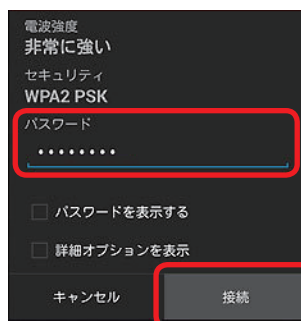 電波強度
非常に強い
セキュリティ
WPA2 PSK
パスワード
••••••••
パスワードを表示する
詳細オプションを表示
キャンセル
接続